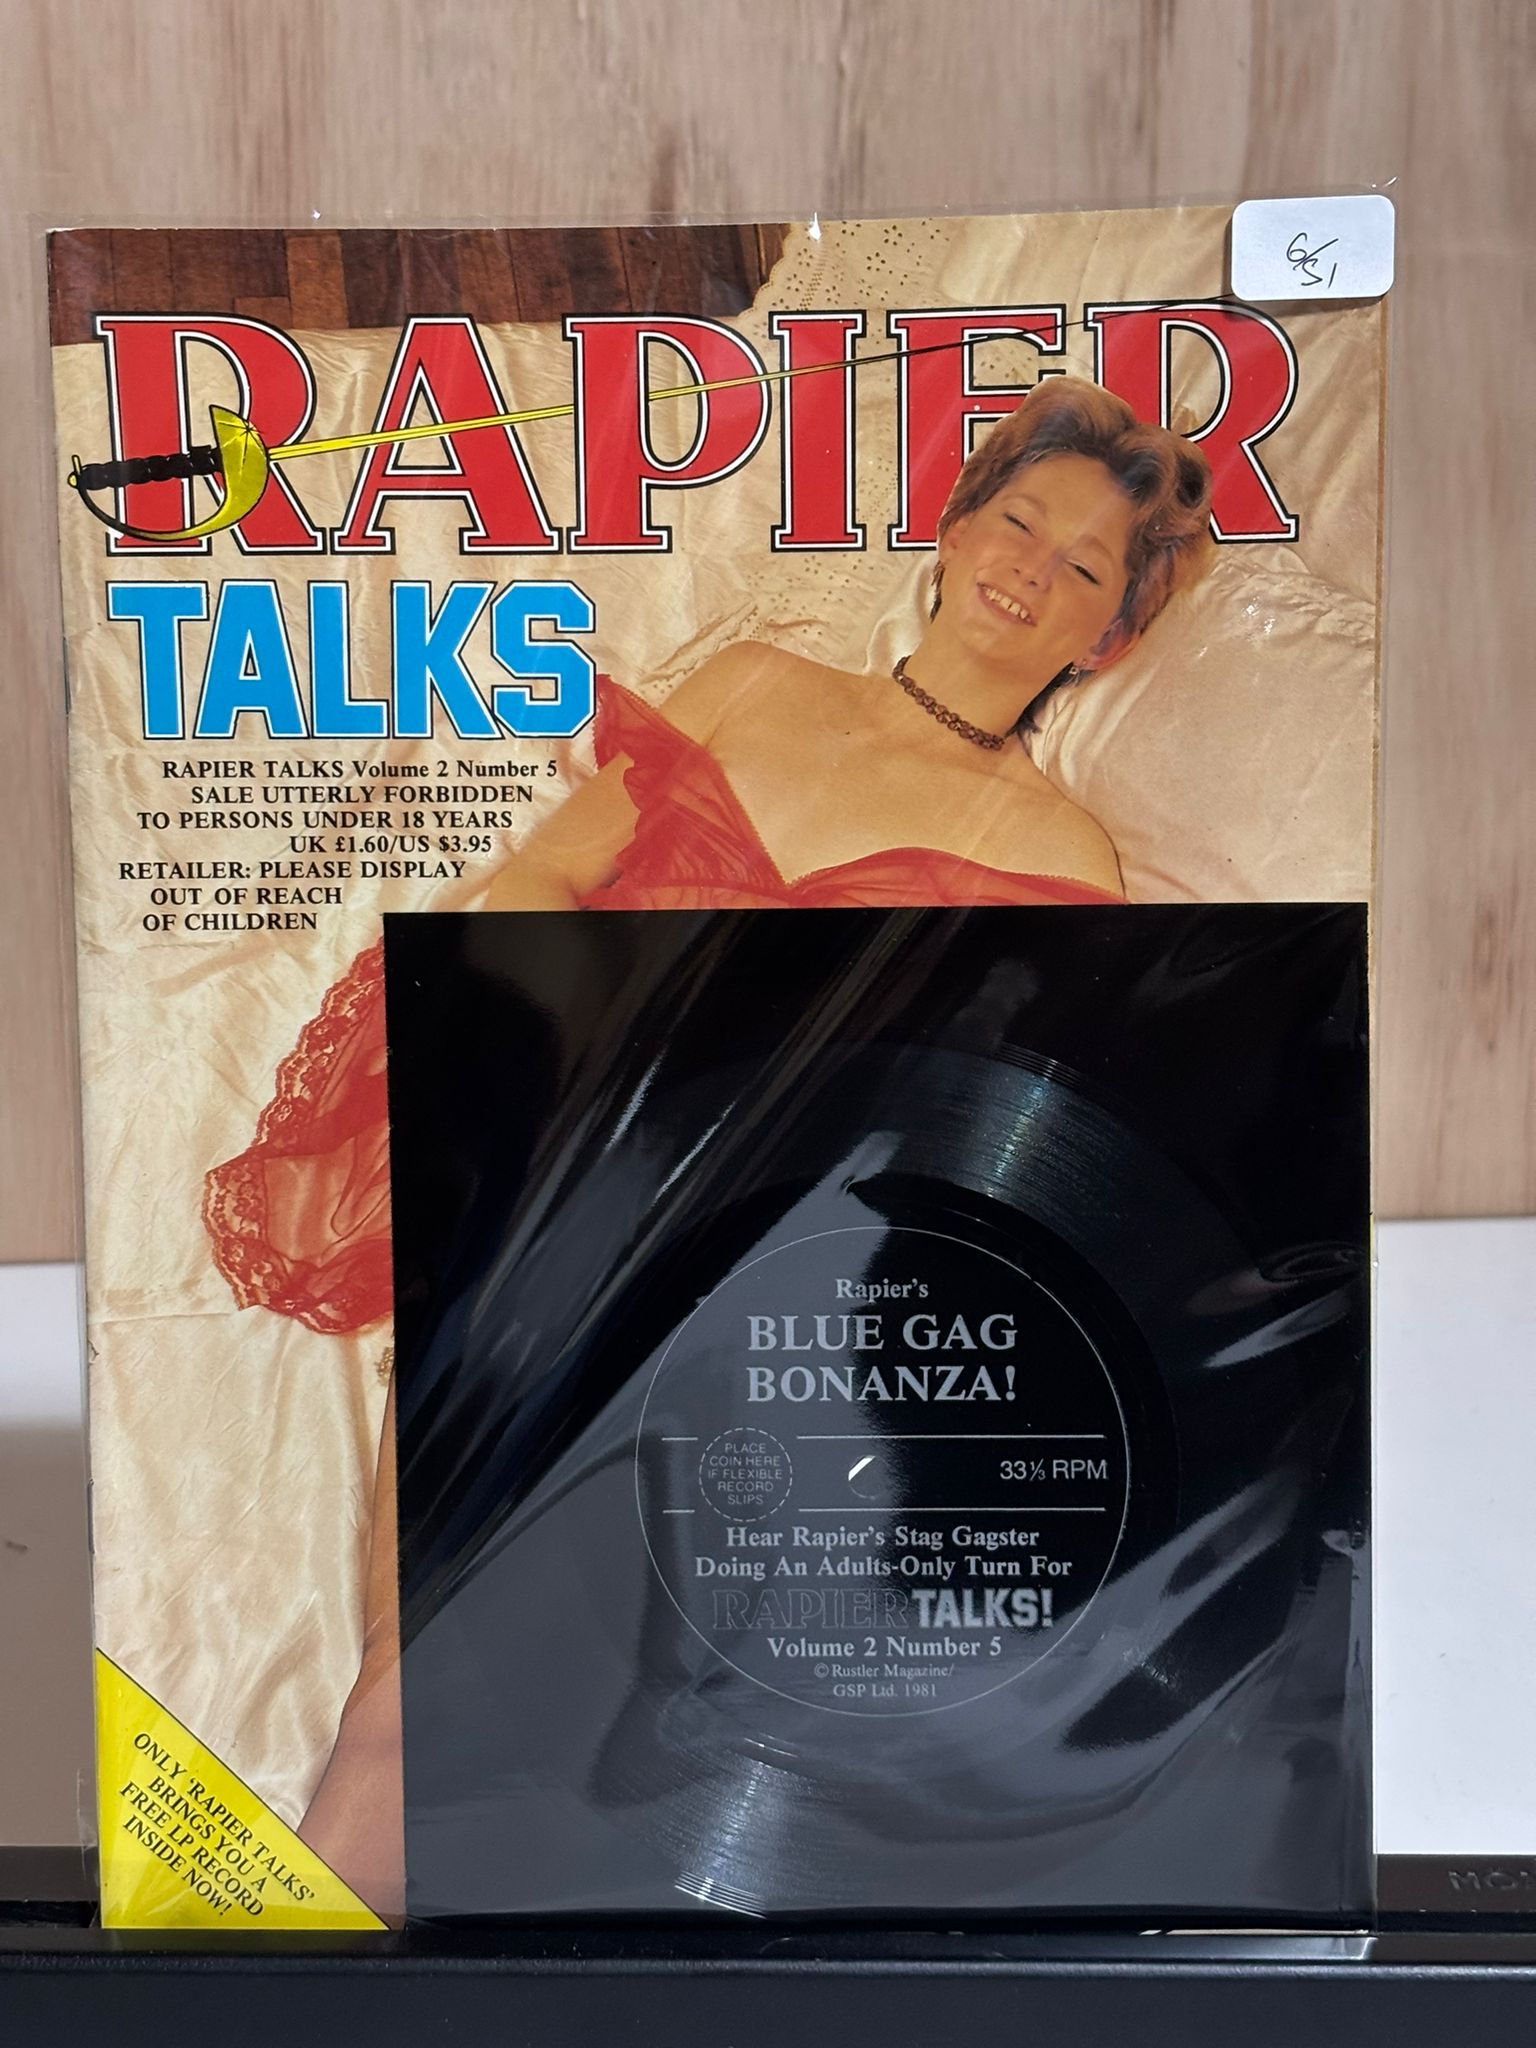 6/51
RAPIER
TALKS
RAPIER TALKS Volume 2 Number 5
SALE UTTERLY FORBIDDEN
TO PERSONS UNDER 18 YEARS
UK £1.60/US $3.95
RETAILER: PLEASE DISPLAY
OUT OF REACH
OF CHILDREN
Rapier's
BLUE GAG
BONANZA!
PLACE
COIN HERE
IF FLEXIBLE
RECORD
SLIPS
33⅓ RPM
Hear Rapier's Stag Gagster
Doing An Adults-Only Turn For
RAPIER TALKS!
Volume 2 Number 5
© Rustler Magazine/
GSP Ltd. 1981
ONLY 'RAPIER TALKS'
BRINGS YOU A
FREE LP RECORD
INSIDE NOW!